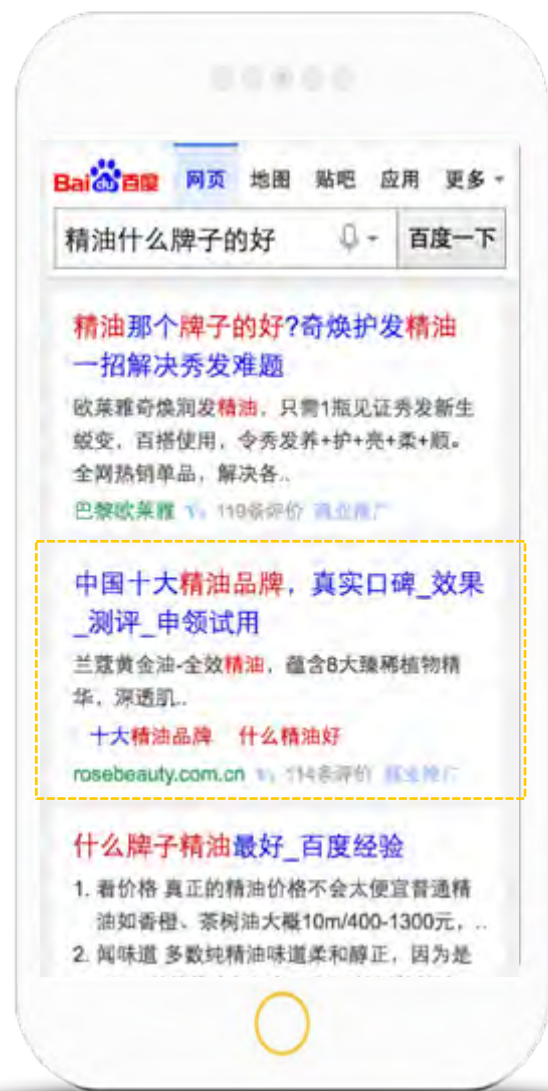 Bai du 百度 网页 地图 贴吧 应用 更多
精油什么牌子的好 百度一下
精油那个牌子的好?奇焕护发精油
一招解决秀发难题
欧莱雅奇焕润发精油，只需1瓶见证秀发新生
蜕变，百搭使用，令秀发养+护+亮+柔+顺。
全网热销单品，解决各..
巴黎欧莱雅 V₁ 119条评价 商业推广
中国十大精油品牌，真实口碑_效果
_测评_申领试用
兰蔻黄金油-全效精油，蕴含8大臻稀植物精
华，深透肌..
十大精油品牌 什么精油好
rosebeauty.com.cn V₁ 114条评价 商业推广
什么牌子精油最好_百度经验
1. 看价格 真正的精油价格不会太便宜普通精
油如香橙、茶树油大概10m/400-1300元，..
2. 闻味道 多数纯精油味道柔和醇正，因为是